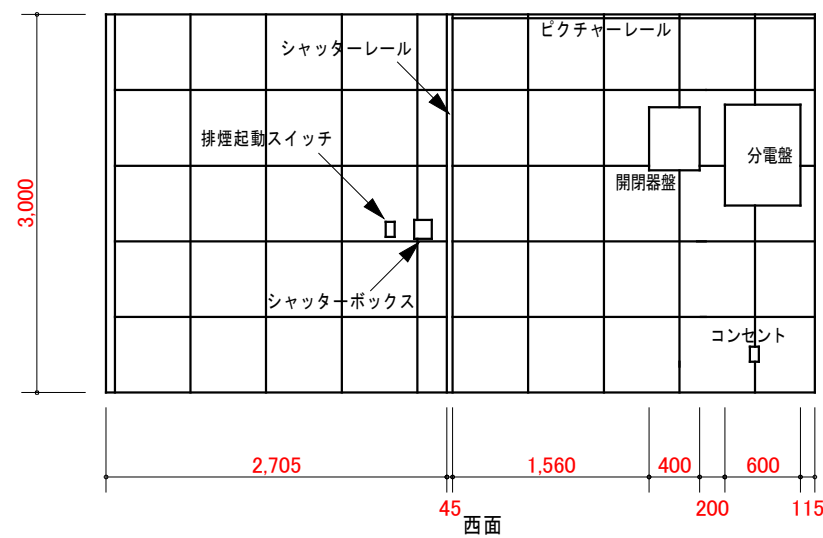 ピクチャーレール
シャッターレール
排煙起動スイッチ
分電盤
開閉器盤
3,000
シャッターボックス
コンセント
2,705
1,560
400
600
45
200
115
西面